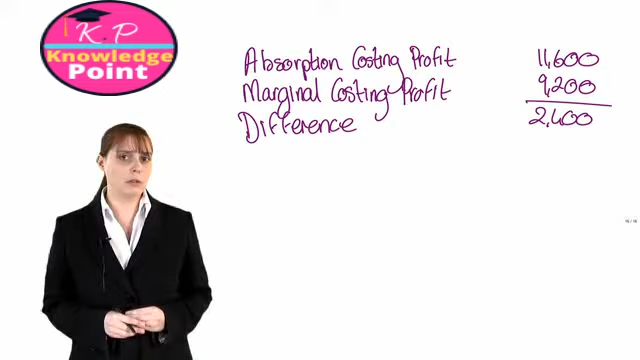 K.P
Knowledge
Point
Absorption Costing Profit 11,600
Marginal Costing Profit 9,200
Difference 2,400